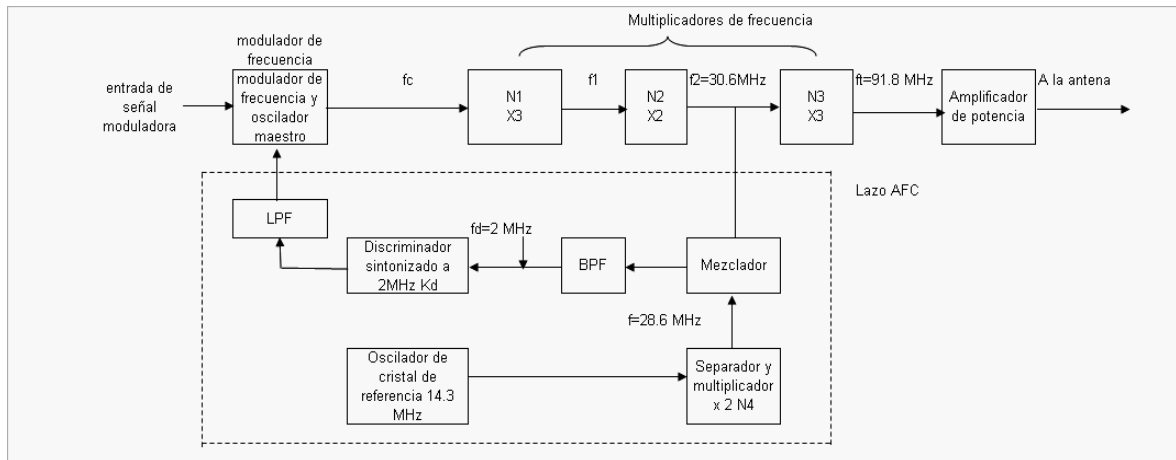 Multiplicadores de frecuencia
modulador de
frecuencia
entrada de
señal
moduladora
modulador de
frecuencia y
oscilador
maestro
fc
N1
X3
f1
N2
X2
f2=30.6MHz
N3
X3
ft=91.8 MHz
Amplificador
de potencia
A la antena
Lazo AFC
LPF
Discriminador
sintonizado a
2MHz Kd
fd=2 MHz
BPF
Mezclador
f=28.6 MHz
Oscilador de
cristal de
referencia 14.3
MHz
Separador y
multiplicador
x 2 N4